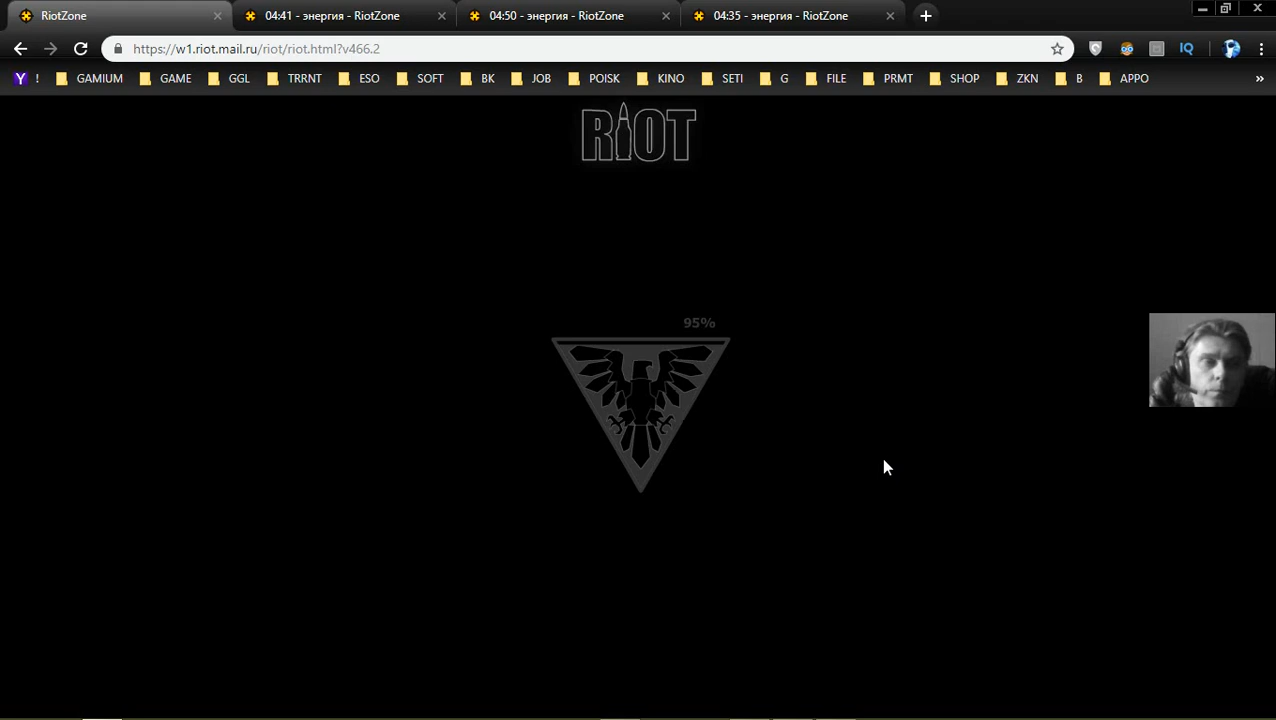 RiotZone
04:41 - энергия - RiotZone
04:50 - энергия - RiotZone
04:35 - энергия - RiotZone
https://w1.riot.mail.ru/riot/riot.html?v466.2
IQ
Y ! GAMIUM GAME GGL TRRNT ESO SOFT BK JOB POISK KINO SETI G FILE PRMT SHOP ZKN B APPO »
RIOT
95%